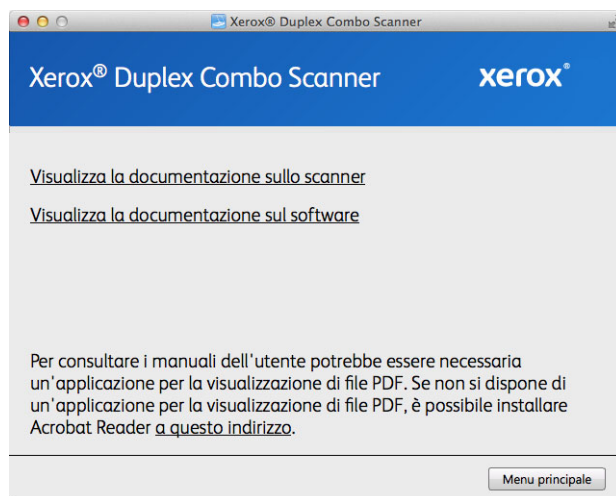 Xerox® Duplex Combo Scanner
Xerox® Duplex Combo Scanner
xerox®
Visualizza la documentazione sullo scanner
Visualizza la documentazione sul software
Per consultare i manuali dell'utente potrebbe essere necessaria
un'applicazione per la visualizzazione di file PDF. Se non si dispone di
un'applicazione per la visualizzazione di file PDF, è possibile installare
Acrobat Reader a questo indirizzo.
Menu principale